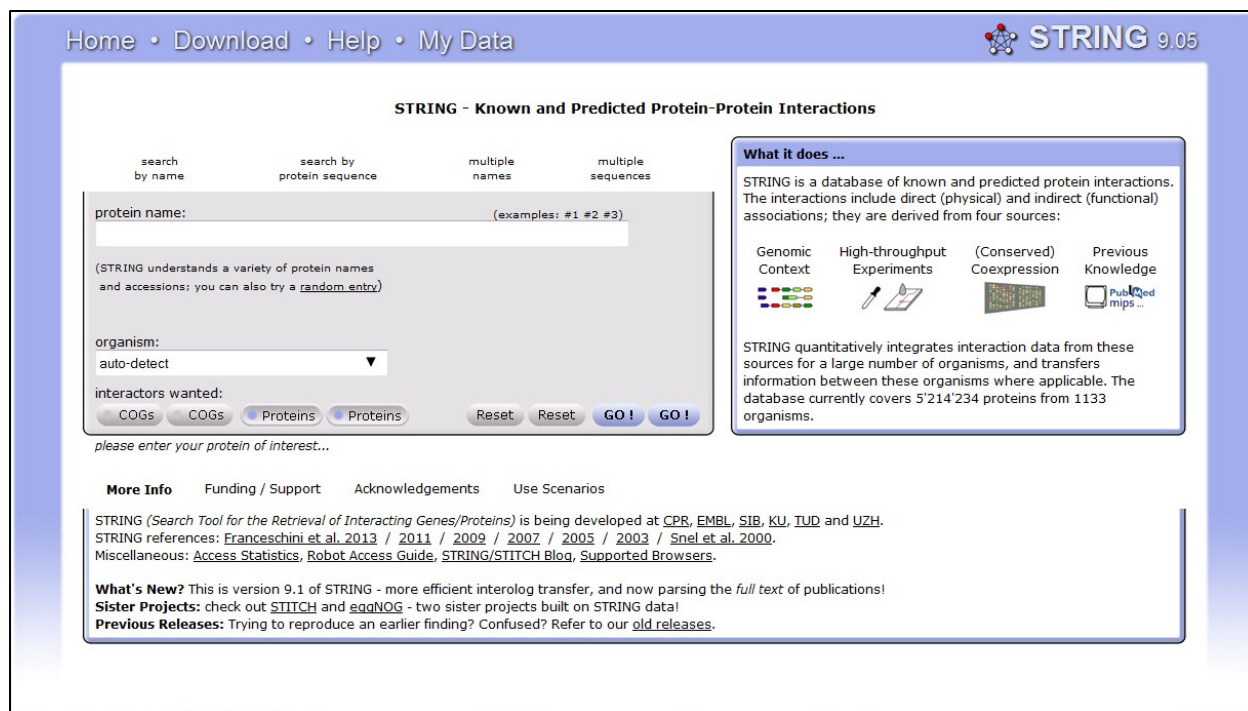 Home • Download • Help • My Data
STRING 9.05
STRING - Known and Predicted Protein-Protein Interactions
search by name
search by protein sequence
multiple names
multiple sequences
protein name:
(examples: #1 #2 #3)
(STRING understands a variety of protein names
and accessions; you can also try a random entry)
organism:
auto-detect
interactors wanted:
COGs COGs Proteins Proteins Reset Reset GO ! GO !
please enter your protein of interest...
What it does ...
STRING is a database of known and predicted protein interactions.
The interactions include direct (physical) and indirect (functional)
associations; they are derived from four sources:
Genomic Context
High-throughput Experiments
(Conserved) Coexpression
Previous Knowledge
PubMed
mips ...
STRING quantitatively integrates interaction data from these
sources for a large number of organisms, and transfers
information between these organisms where applicable. The
database currently covers 5'214'234 proteins from 1133
organisms.
More Info Funding / Support Acknowledgements Use Scenarios
STRING (Search Tool for the Retrieval of Interacting Genes/Proteins) is being developed at CPR, EMBL, SIB, KU, TUD and UZH.
STRING references: Franceschini et al. 2013 / 2011 / 2009 / 2007 / 2005 / 2003 / Snel et al. 2000.
Miscellaneous: Access Statistics, Robot Access Guide, STRING/STITCH Blog, Supported Browsers.
What's New? This is version 9.1 of STRING - more efficient interolog transfer, and now parsing the full text of publications!
Sister Projects: check out STITCH and eggNOG - two sister projects built on STRING data!
Previous Releases: Trying to reproduce an earlier finding? Confused? Refer to our old releases.